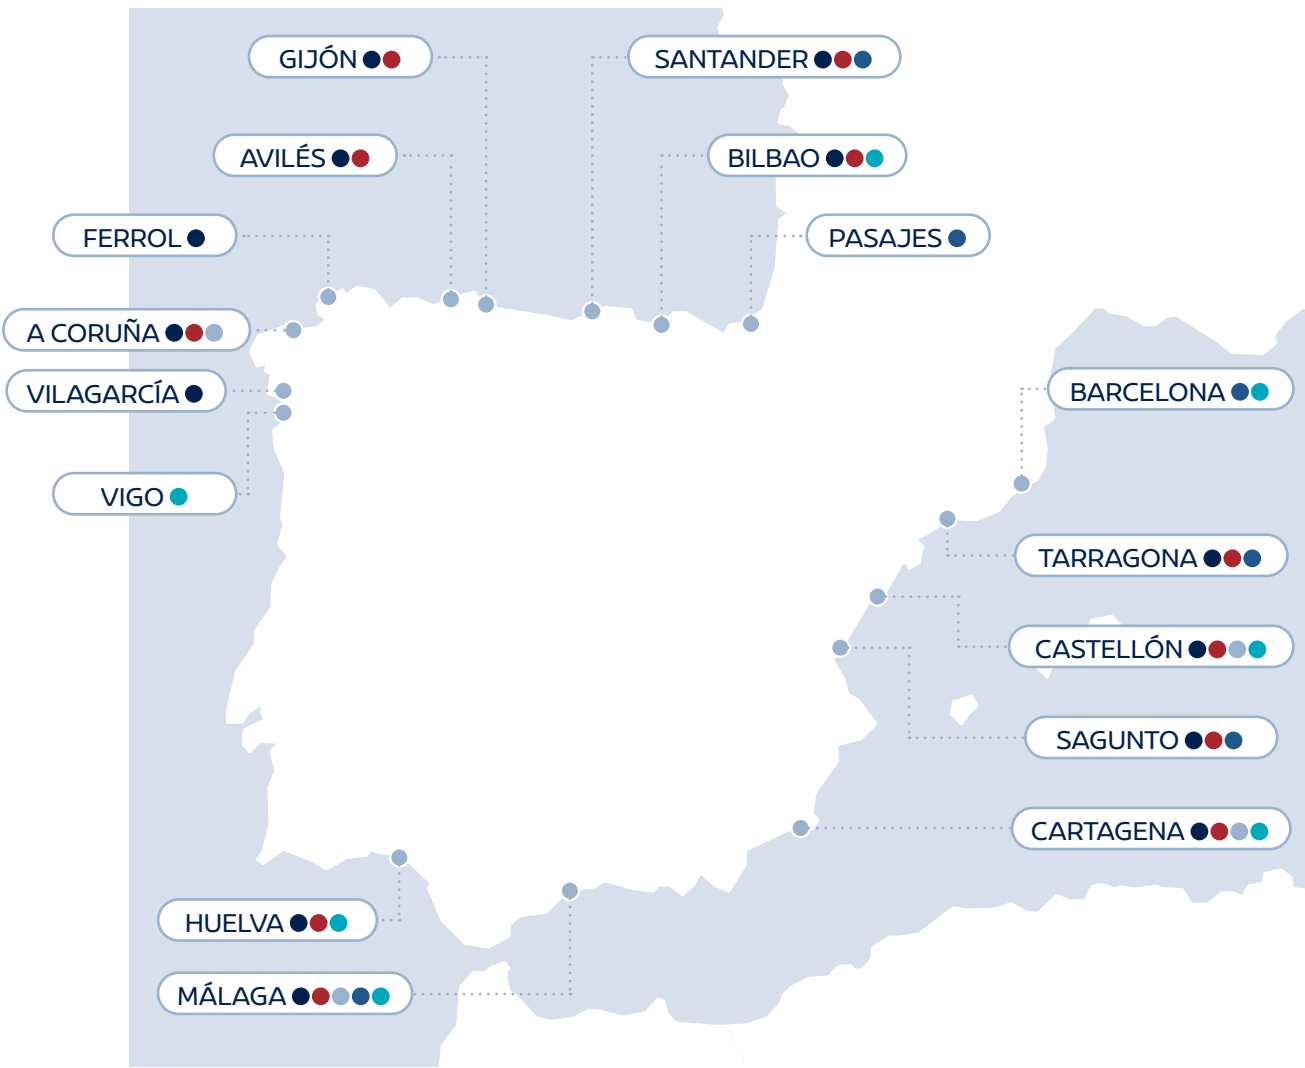 GIJÓN
SANTANDER
AVILÉS
BILBAO
FERROL
PASAJES
A CORUÑA
VILAGARCÍA
BARCELONA
VIGO
TARRAGONA
CASTELLÓN
SAGUNTO
CARTAGENA
HUELVA
MÁLAGA